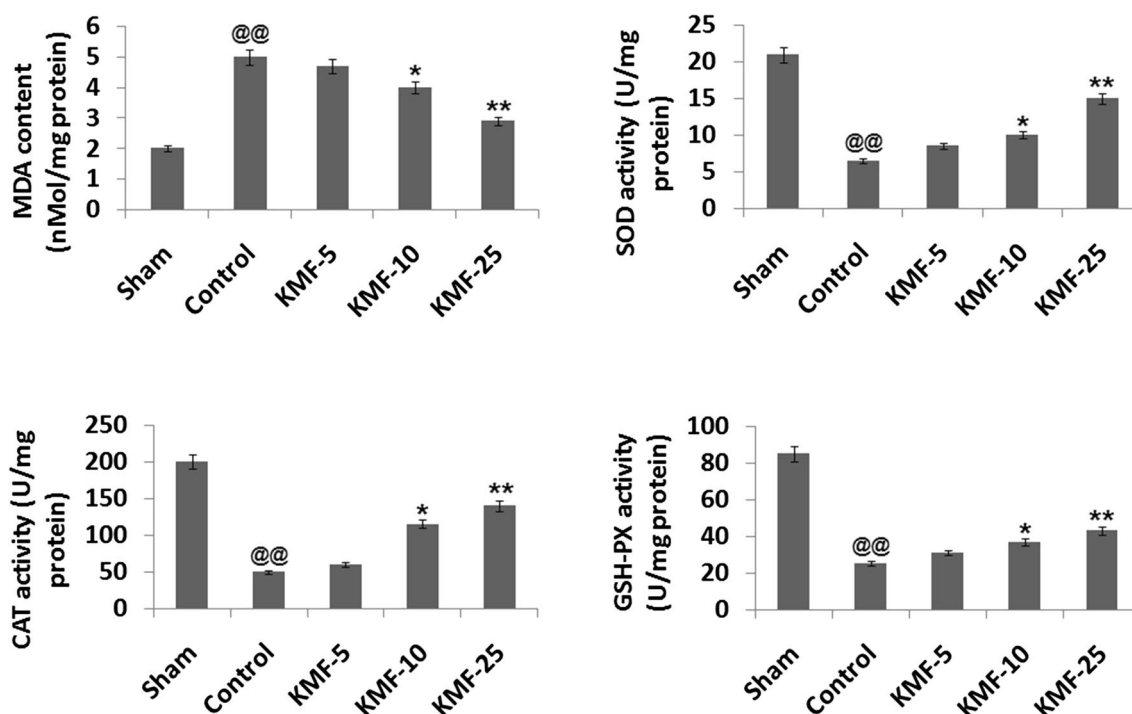 MDA content
(nMol/mg protein)
6
5
4
3
2
1
0
@@
*
**
Sham
Control
KMF-5
KMF-10
KMF-25
SOD activity (U/mg
protein)
25
20
15
10
5
0
@@
*
**
Sham
Control
KMF-5
KMF-10
KMF-25
CAT activity (U/mg
protein)
250
200
150
100
50
0
@@
*
**
Sham
Control
KMF-5
KMF-10
KMF-25
GSH-PX activity
(U/mg protein)
100
80
60
40
20
0
@@
*
**
Sham
Control
KMF-5
KMF-10
KMF-25